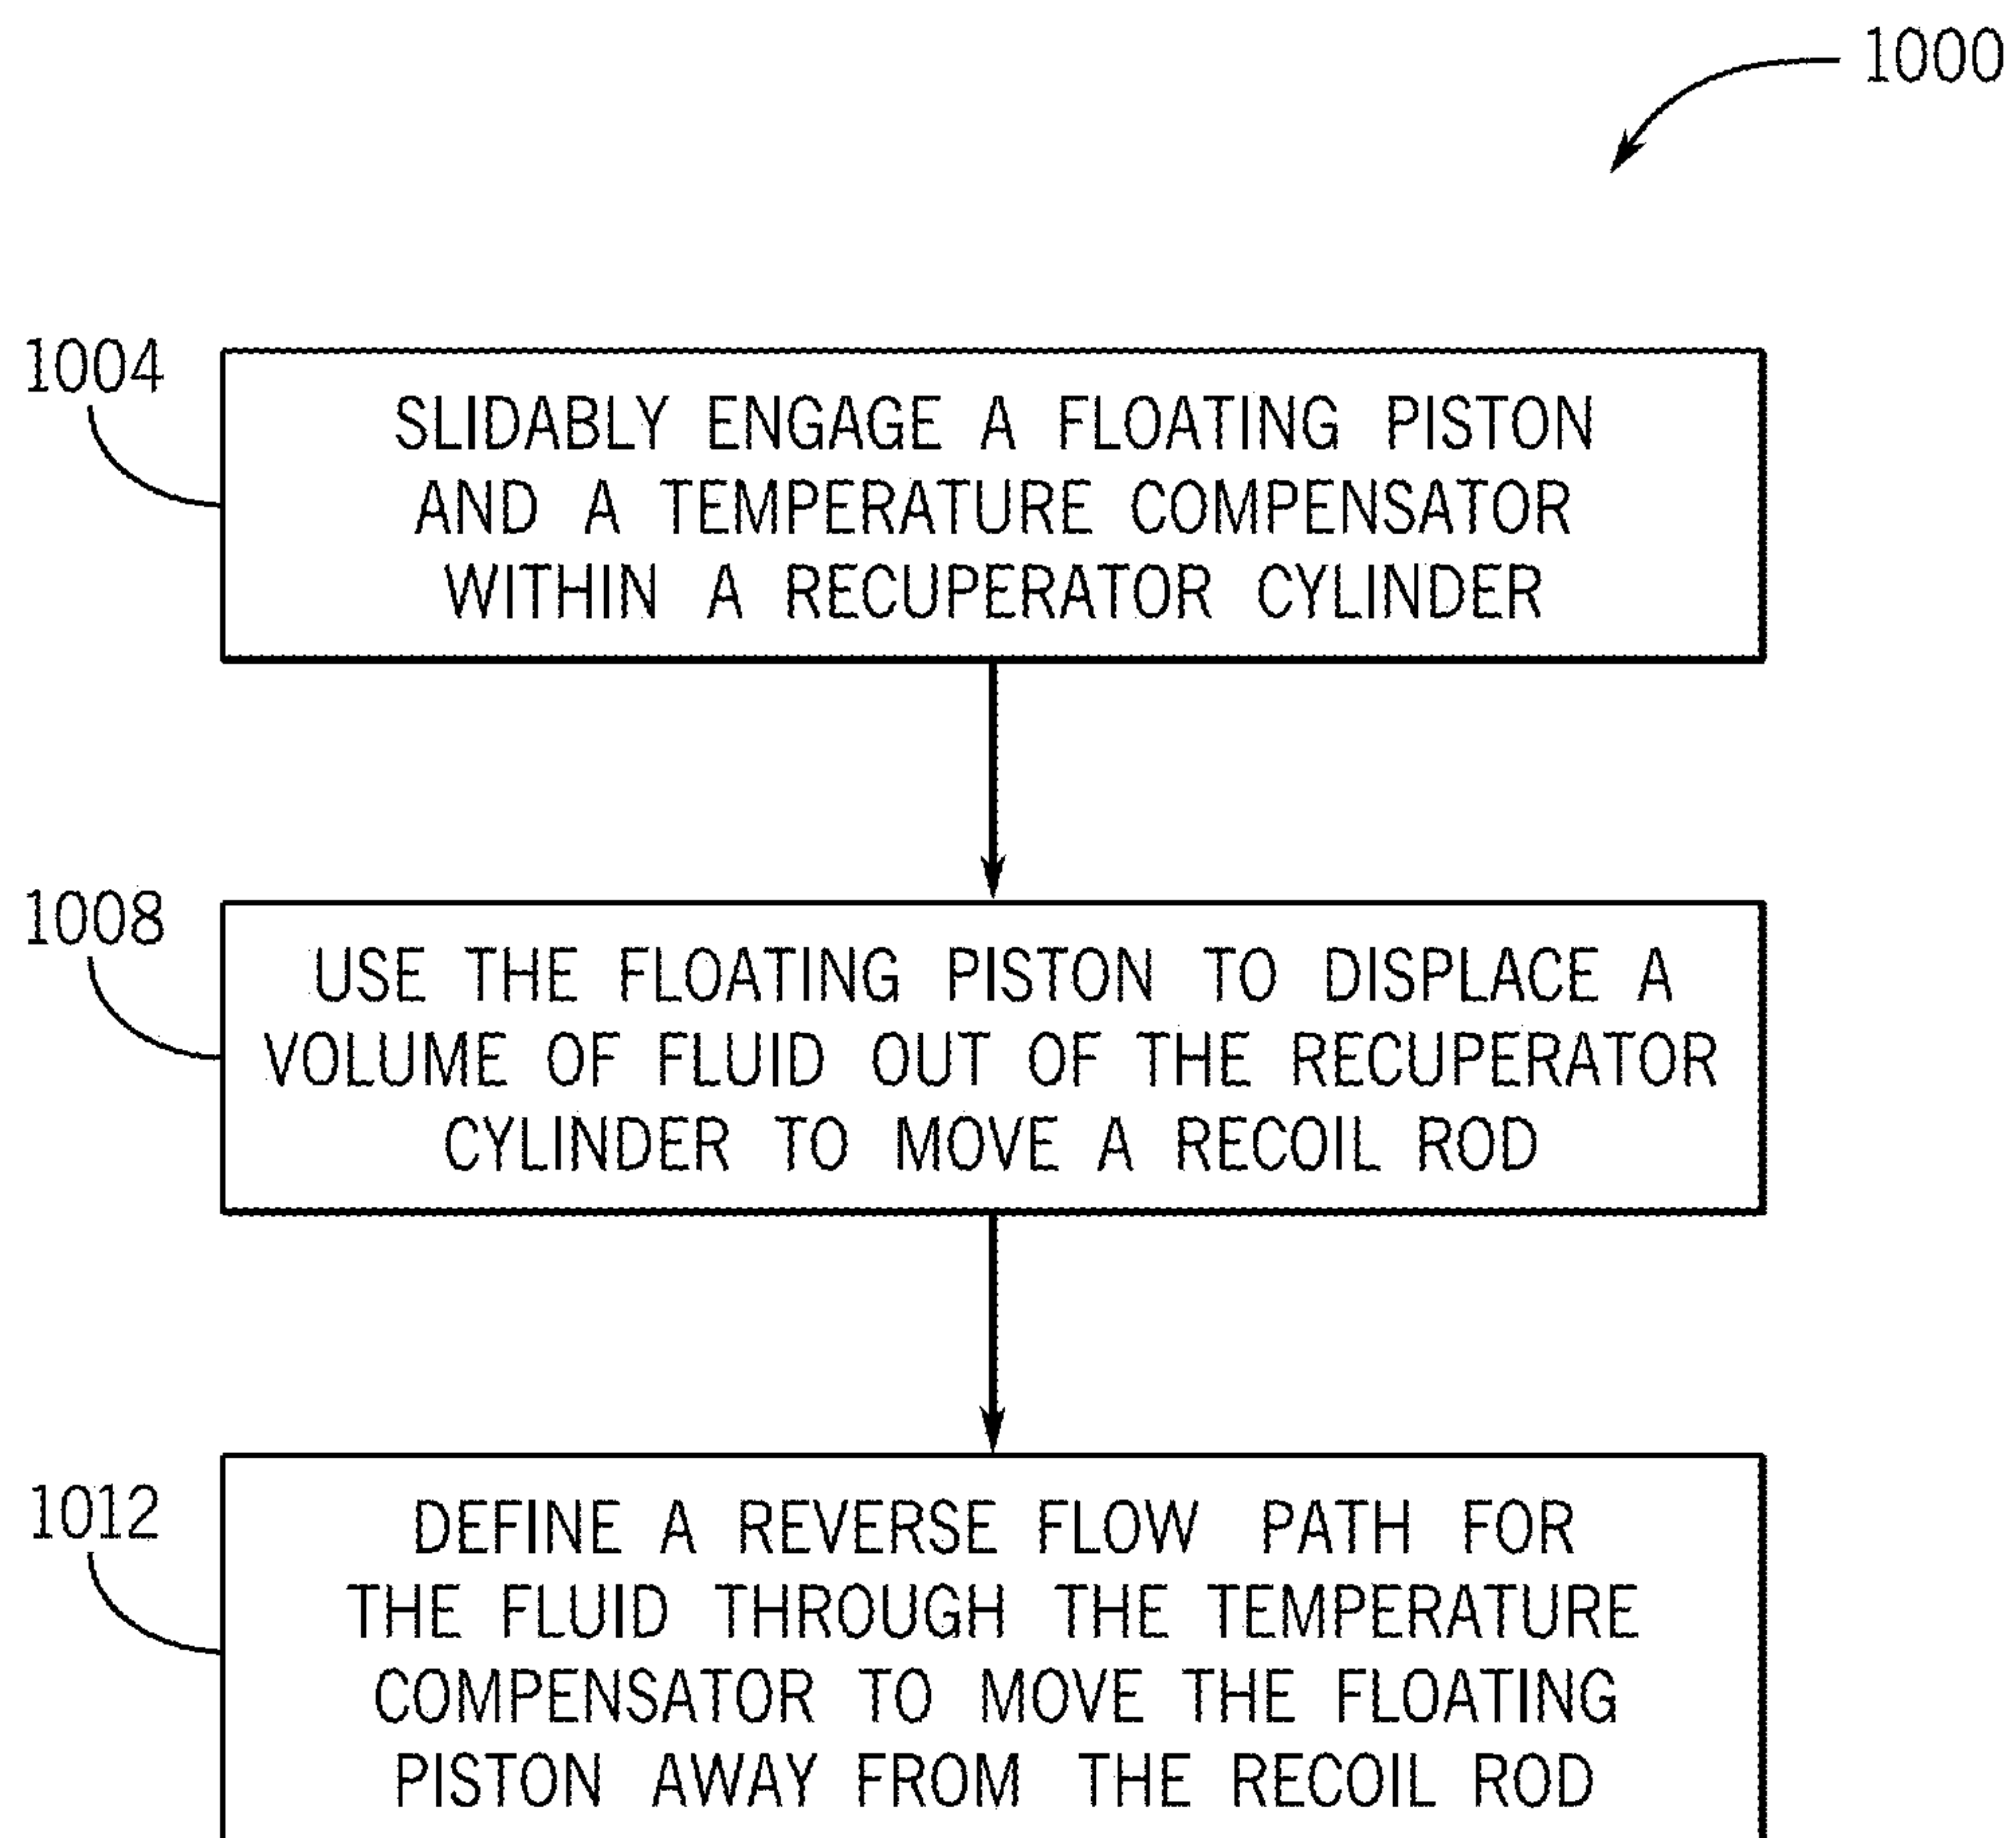 1000
1004
SLIDABLY ENGAGE A FLOATING PISTON
AND A TEMPERATURE COMPENSATOR
WITHIN A RECUPERATOR CYLINDER
1008
USE THE FLOATING PISTON TO DISPLACE A
VOLUME OF FLUID OUT OF THE RECUPERATOR
CYLINDER TO MOVE A RECOIL ROD
1012
DEFINE A REVERSE FLOW PATH FOR
THE FLUID THROUGH THE TEMPERATURE
COMPENSATOR TO MOVE THE FLOATING
PISTON AWAY FROM THE RECOIL ROD